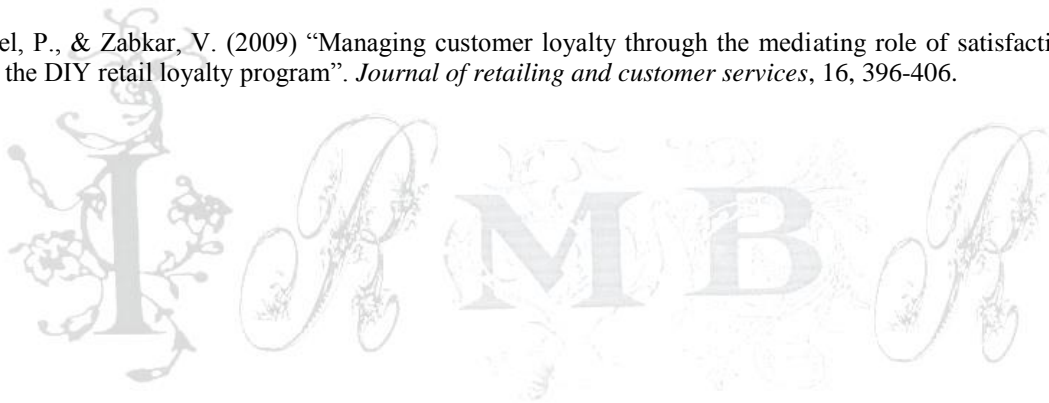 el, P., & Zabkar, V. (2009) “Managing customer loyalty through the mediating role of satisfacti
the DIY retail loyalty program”. Journal of retailing and customer services, 16, 396-406.
I R M B R